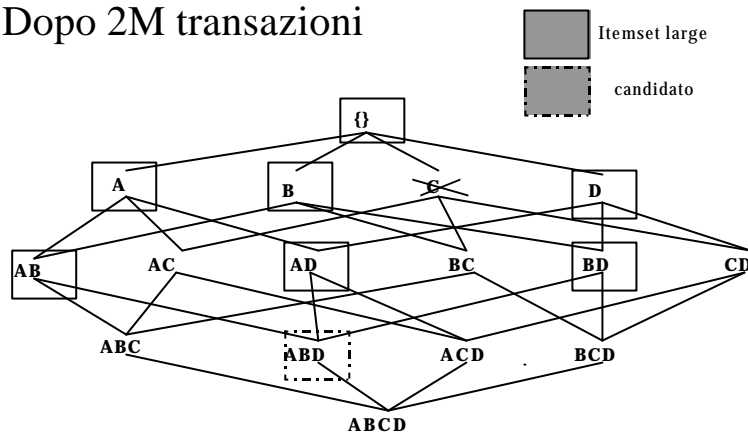 Dopo 2M transazioni
Itemset large
candidato
{}
A B C D
AB AC AD BC BD CD
ABC ABD ACD BCD
ABCD